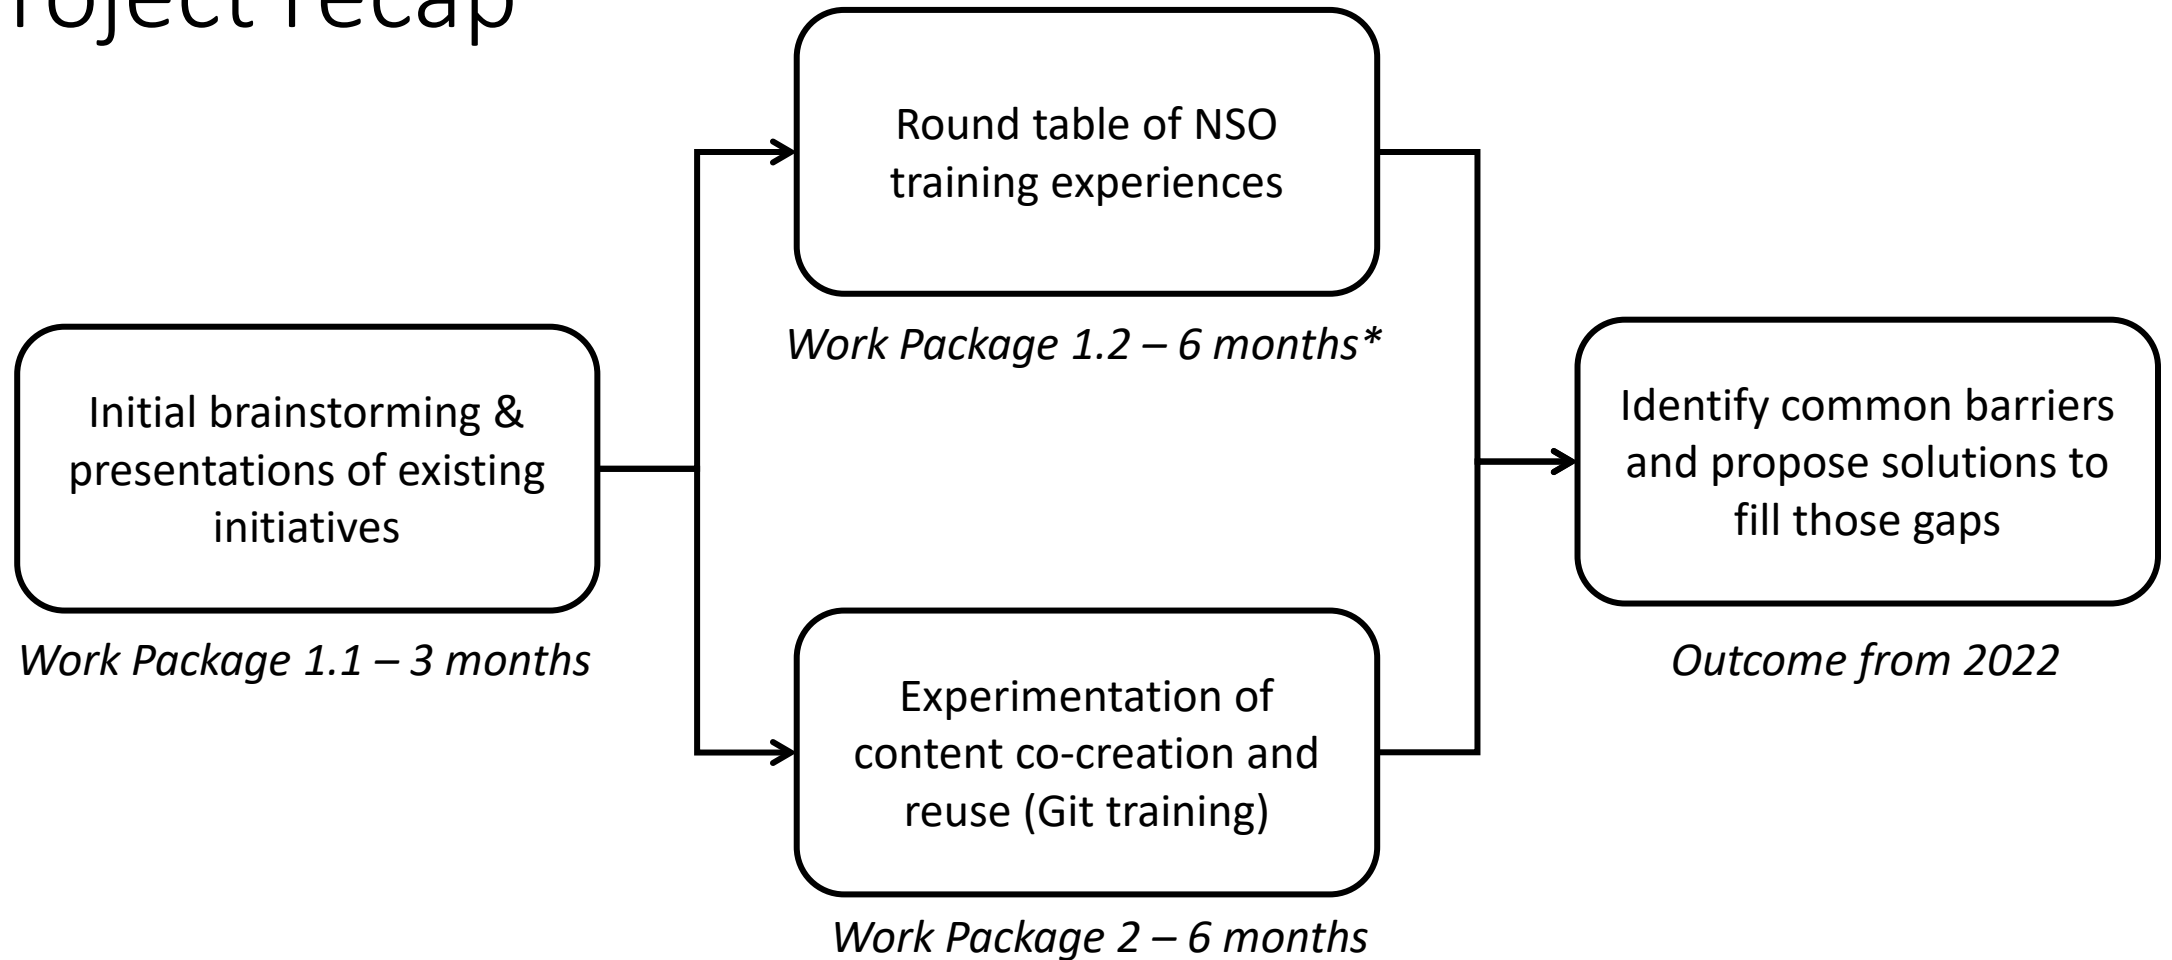 roject recap
Round table of NSO
training experiences
Work Package 1.2 – 6 months*
Initial brainstorming &
presentations of existing
initiatives
Work Package 1.1 – 3 months
Identify common barriers
and propose solutions to
fill those gaps
Outcome from 2022
Experimentation of
content co-creation and
reuse (Git training)
Work Package 2 – 6 months